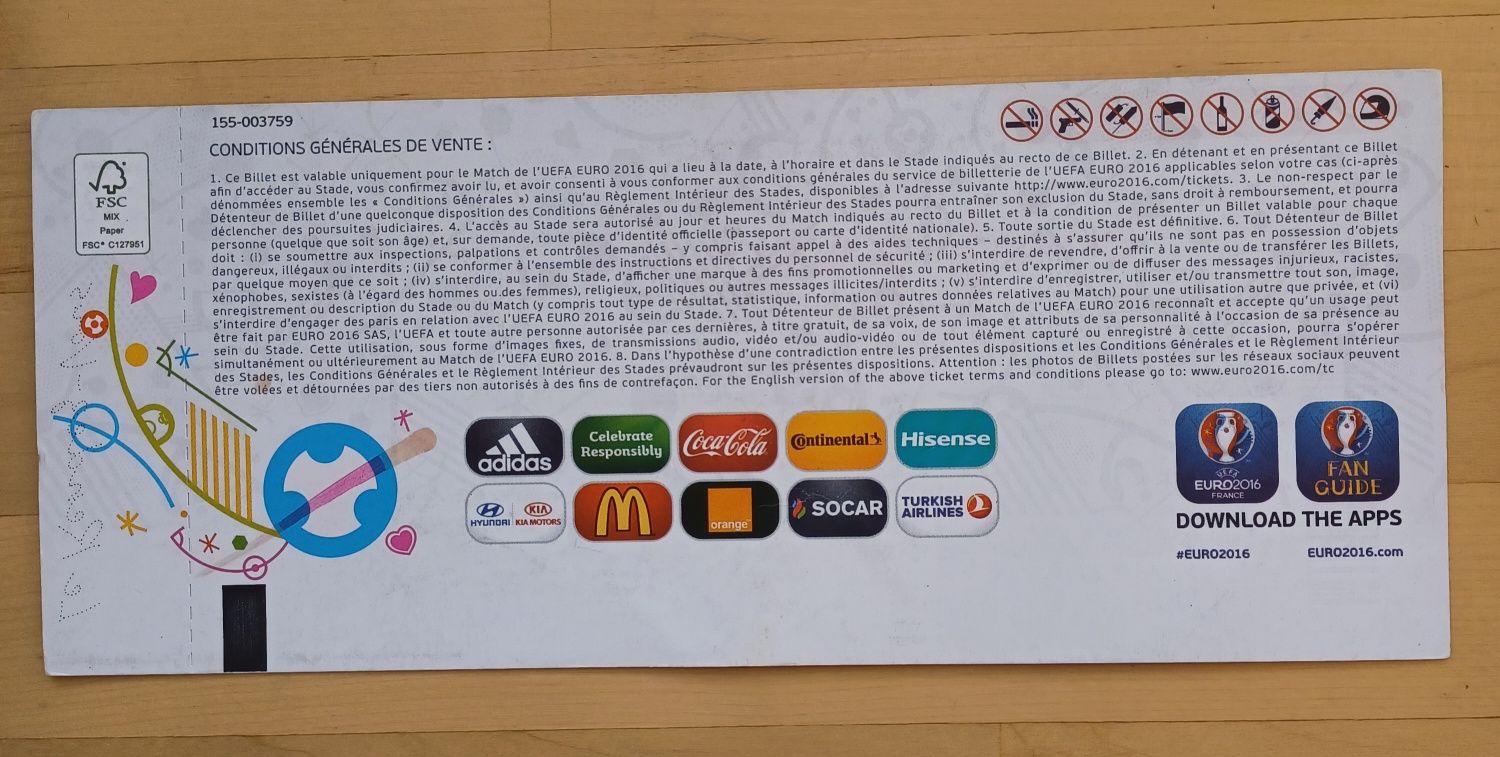 155-003759
CONDITIONS GÉNÉRALES DE VENTE :
1. Ce Billet est valable uniquement pour le Match de l'UEFA EURO 2016 qui a lieu à la date, à l'horaire et dans le Stade indiqués au recto de ce Billet. 2. En détenant et en présentant ce Billet
afin d'accéder au Stade, vous confirmez avoir lu, et avoir consenti à vous conformer aux conditions générales du service de billetterie de l'UEFA EURO 2016 applicables selon votre cas (ci-après
dénommées ensemble les « Conditions Générales ») ainsi qu'au Règlement Intérieur des Stades, disponibles à l'adresse suivante http://www.euro2016.com/tickets. 3. Le non-respect par le
Détenteur de Billet d'une quelconque disposition des Conditions Générales ou du Règlement Intérieur des Stades pourra entraîner son exclusion du Stade, sans droit à remboursement, et pourra
déclencher des poursuites judiciaires. 4. L'accès au Stade sera autorisé au jour et heures du Match indiqués au recto du Billet et à la condition de présenter un Billet valable pour chaque
personne (quelque que soit son âge) et, sur demande, toute pièce d'identité officielle (passeport ou carte d'identité nationale). 5. Toute sortie du Stade est définitive. 6. Tout Détenteur de Billet
doit : (i) se soumettre aux inspections, palpations et contrôles demandés – y compris faisant appel à des aides techniques – destinés à s'assurer qu'ils ne sont pas en possession d'objets
dangereux, illégaux ou interdits ; (ii) se conformer à l'ensemble des instructions et directives du personnel de sécurité ; (iii) s'interdire de revendre, d'offrir à la vente ou de transférer les Billets,
par quelque moyen que ce soit ; (iv) s'interdire, au sein du Stade, d'afficher une marque à des fins promotionnelles ou marketing et d'exprimer ou de diffuser des messages injurieux, racistes,
xénophobes, sexistes (à l'égard des hommes ou.des femmes), religieux, politiques ou autres messages illicites/interdits ; (v) s'interdire d'enregistrer, utiliser et/ou transmettre tout son, image,
enregistrement ou description du Stade ou du Match (y compris tout type de résultat, statistique, information ou autres données relatives au Match) pour une utilisation autre que privée, et (vi)
s'interdire d'engager des paris en relation avec l'UEFA EURO 2016 au sein du Stade. 7. Tout Détenteur de Billet présent à un Match de l'UEFA EURO 2016 reconnaît et accepte qu'un usage peut
être fait par EURO 2016 SAS, l'UEFA et toute autre personne autorisée par ces dernières, à titre gratuit, de sa voix, de son image et attributs de sa personnalité à l'occasion de sa présence au
sein du Stade. Cette utilisation, sous forme d'images fixes, de transmissions audio, vidéo et/ou audio-vidéo ou de tout élément capturé ou enregistré à cette occasion, pourra s'opérer
simultanément ou ultérieurement au Match de l'UEFA EURO 2016. 8. Dans l'hypothèse d'une contradiction entre les présentes dispositions et les Conditions Générales et le Règlement Intérieur
des Stades, les Conditions Générales et le Règlement Intérieur des Stades prévaudront sur les présentes dispositions. Attention : les photos de Billets postées sur les réseaux sociaux peuvent
être volées et détournées par des tiers non autorisés à des fins de contrefaçon. For the English version of the above ticket terms and conditions please go to: www.euro2016.com/tc
FSC
MIX
Paper
FSC® C127951
adidas
Celebrate
Responsibly
Coca-Cola
Continental
Hisense
HYUNDAI
KIA
KIA MOTORS
M
orange
SOCAR
TURKISH
AIRLINES
UEFA
EURO2016
FRANCE
FAN
GUIDE
DOWNLOAD THE APPS
#EURO2016
EURO2016.com